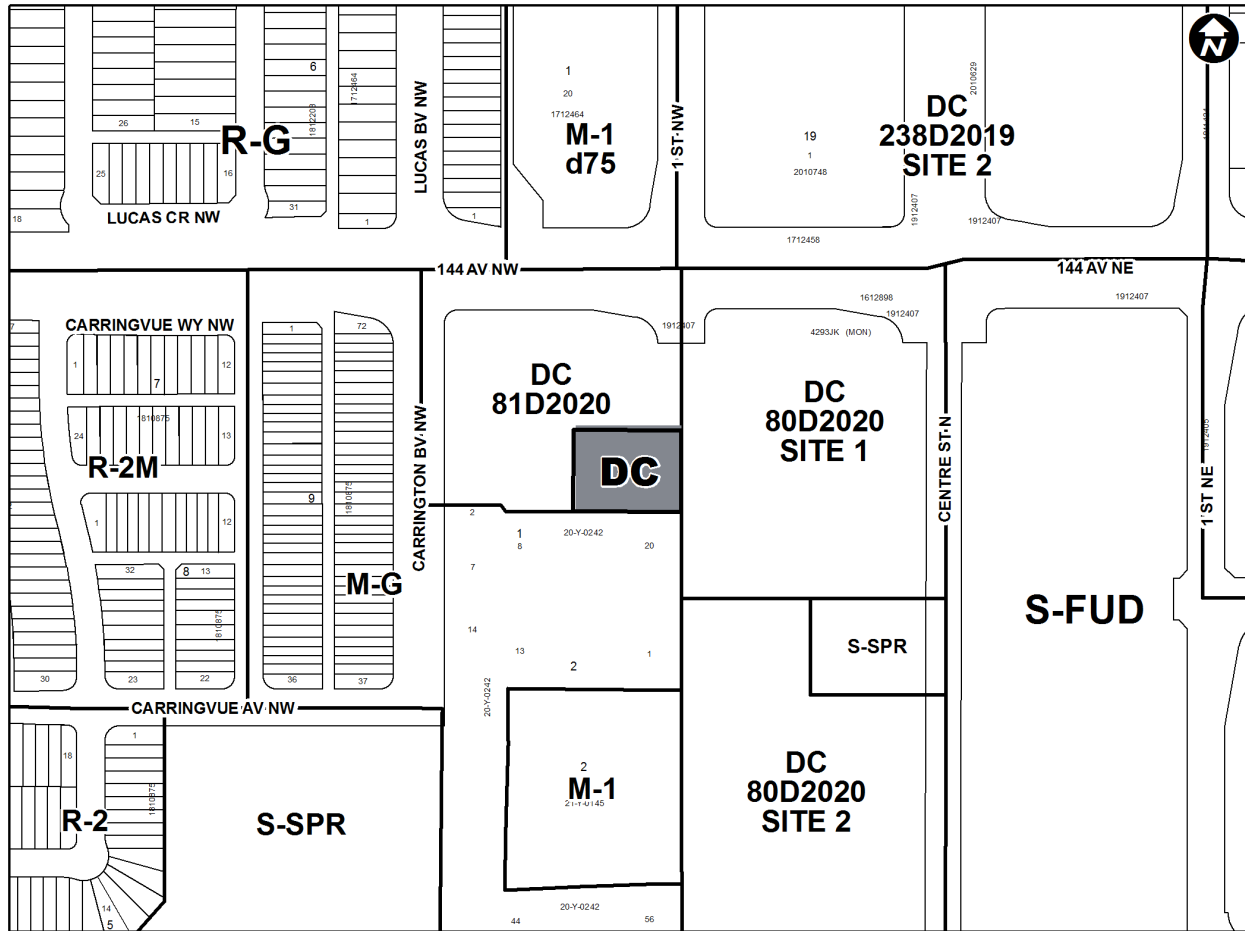 N
6
1712464
1812208
26
15
R-G
25
16
LUCAS CR NW
18
31
1
LUCAS BV NW
1
1
20
1712464
M-1
d75
1 ST NW
19
1
2010748
2010629
DC
238D2019
SITE 2
1912407
1912407
1712458
144 AV NW
144 AV NE
1612898
1912407
1912407
1912407
4293JK (MON)
CARRINGVUE WY NW
1
12
7
1810875
24
13
R-2M
1
12
32
8
13
1810875
30
23
22
1
72
9
1810875
M-G
36
37
CARRINGTON BV NW
DC
81D2020
DC
DC
80D2020
SITE 1
CENTRE ST N
1912405
1 ST NE
2
1
8
20-Y-0242
20
7
14
13
1
2
20-Y-0242
S-SPR
S-FUD
CARRINGVUE AV NW
18
1
1810875
R-2
14
5
S-SPR
2
M-1
21-Y-0145
DC
80D2020
SITE 2
20-Y-0242
44
56